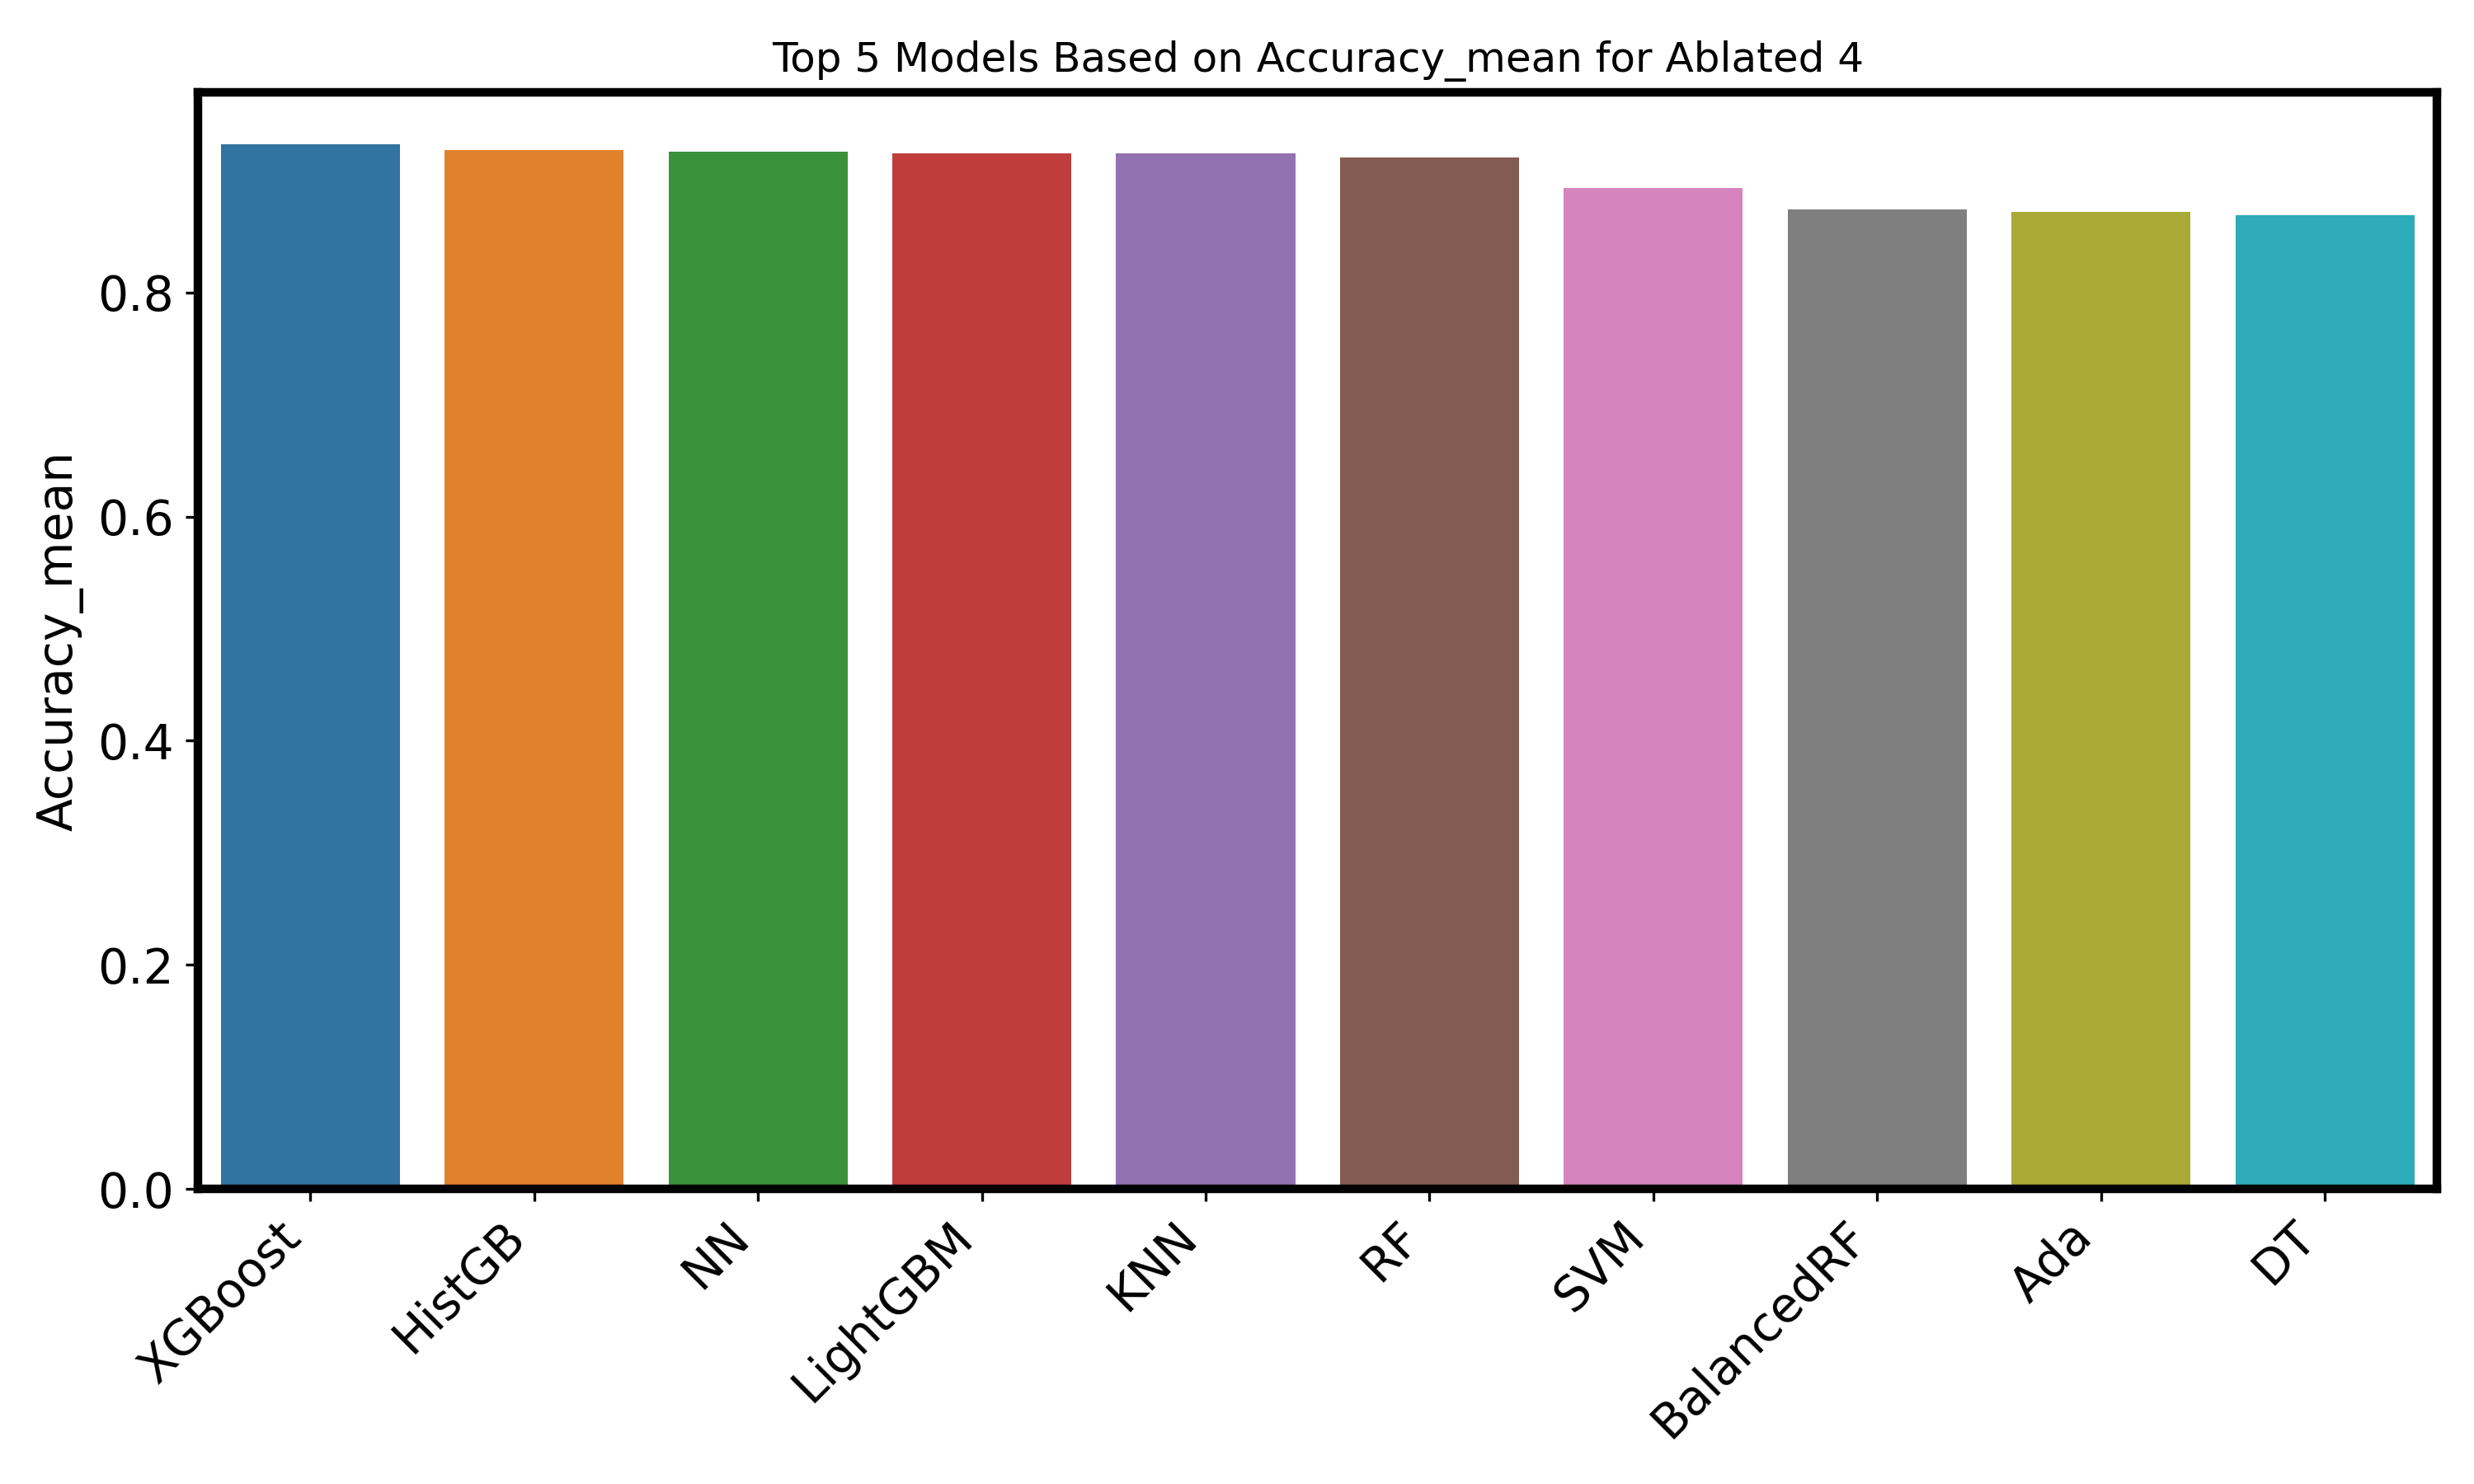 Top 5 Models Based on Accuracy_mean for Ablated 4
Accuracy_mean
0.8
0.6
0.4
0.2
0.0
XGBoost
HistGB
NN
LightGBM
KNN
RF
SVM
BalancedRF
Ada
DT